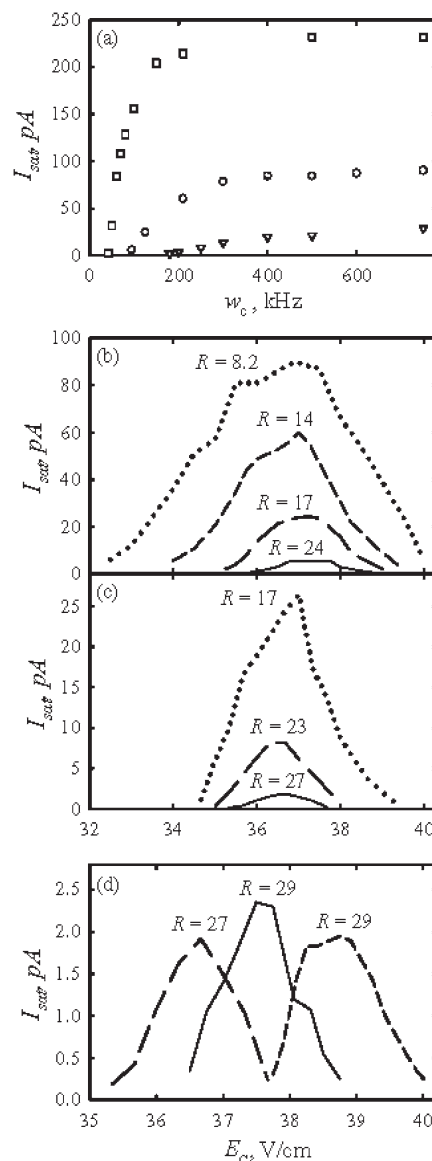 250
(a)
200
150
100
50
0
I_sat, pA
0 200 400 600
w_c, kHz
100
(b)
80
60
40
20
0
I_sat, pA
R = 8.2
R = 14
R = 17
R = 24
(c)
25
20
15
10
5
0
I_sat, pA
R = 17
R = 23
R = 27
32 34 36 38 40
(d)
2.5
2.0
1.5
1.0
0.5
0.0
I_sat, pA
R = 27
R = 29
R = 29
35 36 37 38 39 40
E_C, V/cm